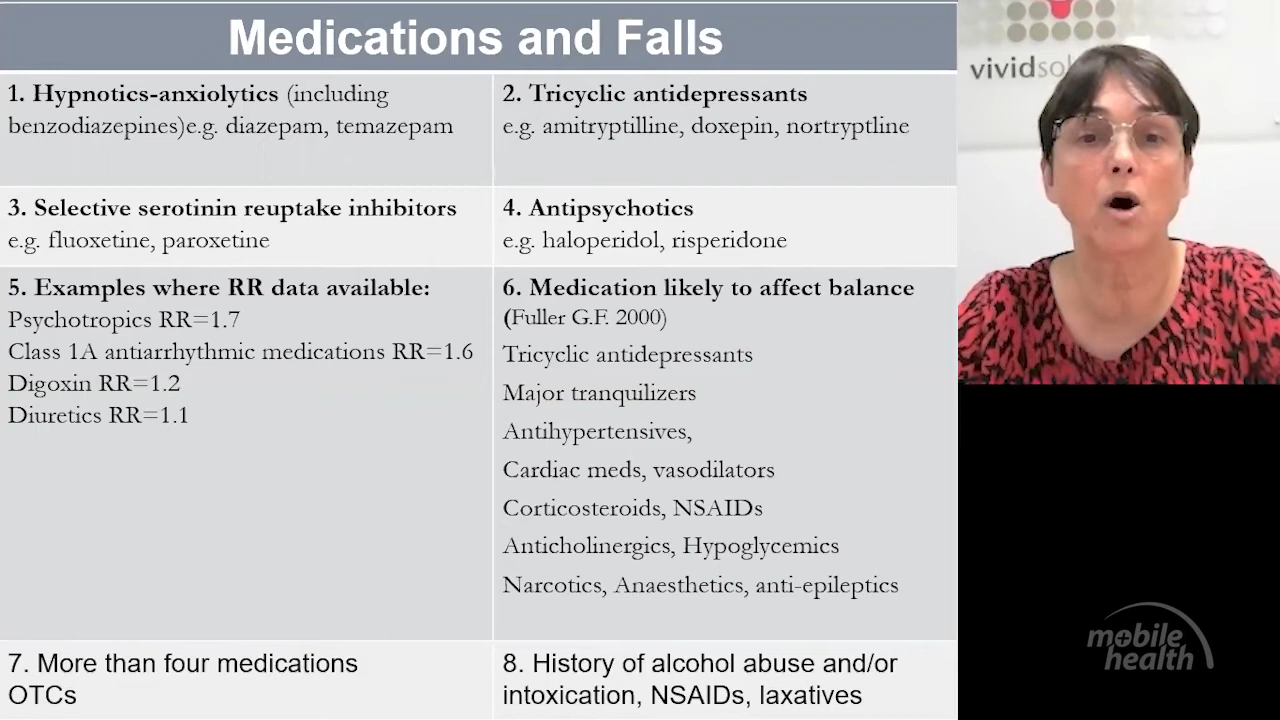 Medications and Falls
1. Hypnotics-anxiolytics (including
benzodiazepines)e.g. diazepam, temazepam
2. Tricyclic antidepressants
e.g. amitryptilline, doxepin, nortryptline
3. Selective serotinin reuptake inhibitors
e.g. fluoxetine, paroxetine
4. Antipsychotics
e.g. haloperidol, risperidone
5. Examples where RR data available:
Psychotropics RR=1.7
Class 1A antiarrhythmic medications RR=1.6
Digoxin RR=1.2
Diuretics RR=1.1
6. Medication likely to affect balance
(Fuller G.F. 2000)
Tricyclic antidepressants
Major tranquilizers
Antihypertensives,
Cardiac meds, vasodilators
Corticosteroids, NSAIDs
Anticholinergics, Hypoglycemics
Narcotics, Anaesthetics, anti-epileptics
7. More than four medications
OTCs
8. History of alcohol abuse and/or
intoxication, NSAIDs, laxatives
vividsol
mobile
health